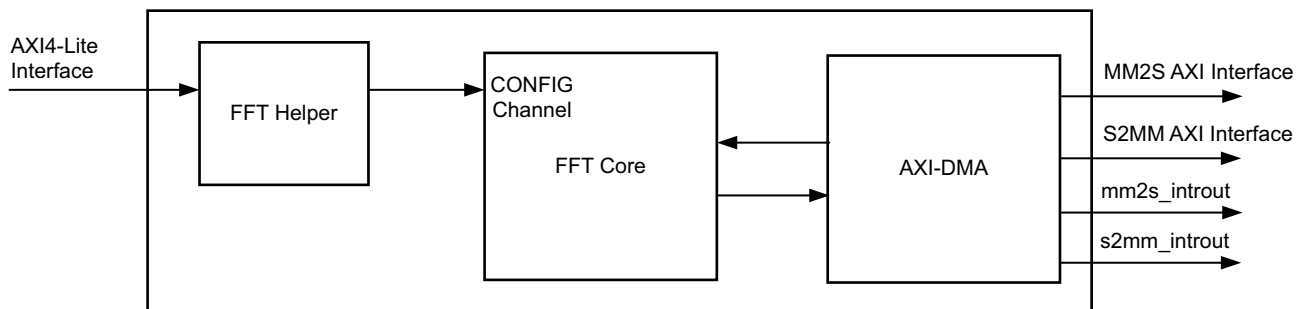 AXI4-Lite
Interface
FFT Helper
CONFIG
Channel
FFT Core
AXI-DMA
MM2S AXI Interface
S2MM AXI Interface
mm2s_introut
s2mm_introut